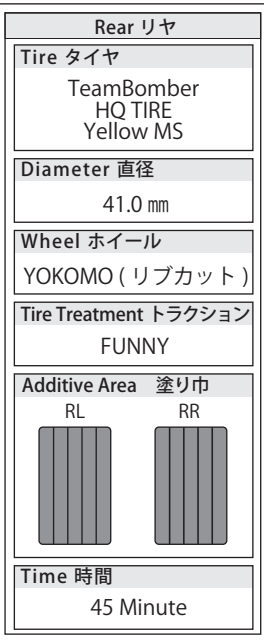 Rear リヤ
Tire タイヤ
TeamBomber
HQ TIRE
Yellow MS
Diameter 直径
41.0 ㎜
Wheel ホイール
YOKOMO ( リブカット )
Tire Treatment トラクション
FUNNY
Additive Area 塗り巾
RL RR
Time 時間
45 Minute